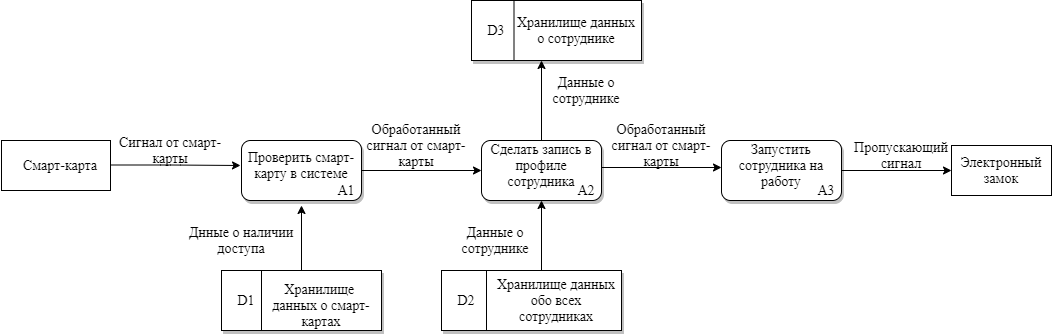 D3
Хранилище данных
о сотруднике
Данные о
сотруднике
Смарт-карта
Сигнал от смарт-
карты
Проверить смарт-
карту в системе
A1
Обработанный
сигнал от смарт-
карты
Сделать запись в
профиле
сотрудника
A2
Обработанный
сигнал от смарт-
карты
Запустить
сотрудника на
работу
A3
Пропускающий
сигнал
Электронный
замок
Днные о наличии
доступа
Данные о
сотруднике
D1
Хранилище
данных о смарт-
картах
D2
Хранилище данных
обо всех
сотрудниках